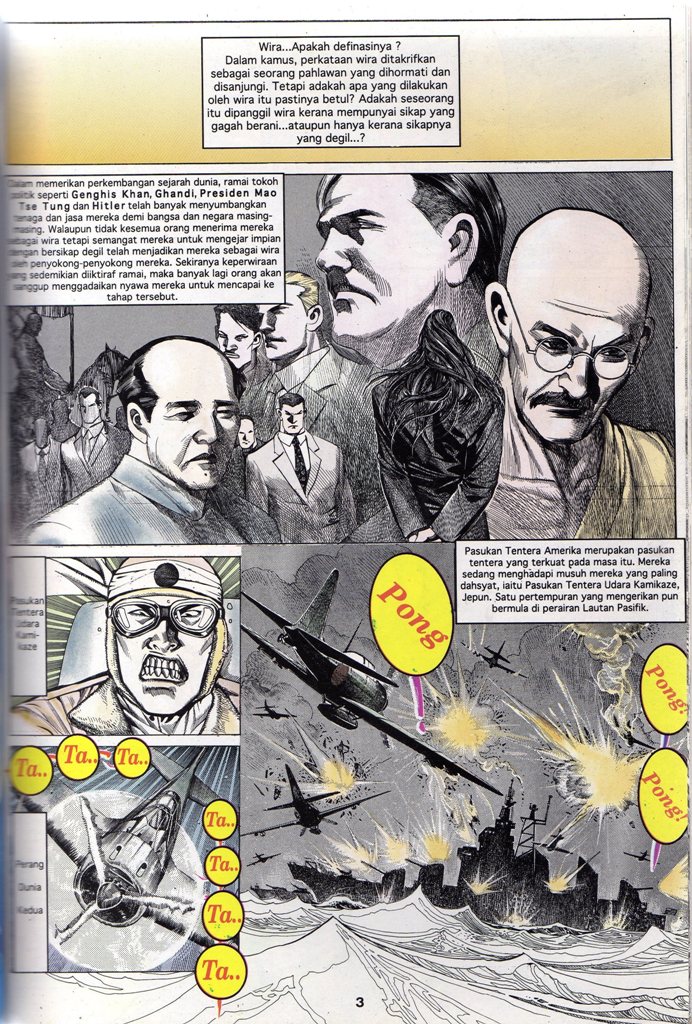 Wira...Apakah definasinya ?
Dalam kamus, perkataan wira ditakrifkan
sebagai seorang pahlawan yang dihormati dan
disanjungi. Tetapi adakah apa yang dilakukan
oleh wira itu pastinya betul? Adakah seseorang
itu dipanggil wira kerana mempunyai sikap yang
gagah berani...ataupun hanya kerana sikapnya
yang degil...?
Dalam memerikan perkembangan sejarah dunia, ramai tokoh
politik seperti Genghis Khan, Ghandi, Presiden Mao
Tse Tung dan Hitler telah banyak menyumbangkan
tenaga dan jasa mereka demi bangsa dan negara masing-
masing. Walaupun tidak kesemua orang menerima mereka
sebagai wira tetapi semangat mereka untuk mengejar impian
dengan bersikap degil telah menjadikan mereka sebagai wira
oleh penyokong-penyokong mereka. Sekiranya keperwiraan
yang sedemikian diiktiraf ramai, maka banyak lagi orang akan
sanggup menggadaikan nyawa mereka untuk mencapai ke
tahap tersebut.
Pasukan
Tentera
Udara
Kami-
kaze
Pasukan Tentera Amerika merupakan pasukan
tentera yang terkuat pada masa itu. Mereka
sedang menghadapi musuh mereka yang paling
dahsyat, iaitu Pasukan Tentera Udara Kamikaze,
Jepun. Satu pertempuran yang mengerikan pun
bermula di perairan Lautan Pasifik.
Pong
!
Pong!
Pong!
Ta..
Ta..
Ta..
Ta..
Ta..
Ta..
Ta..
Perang
Dunia
Kedua
3